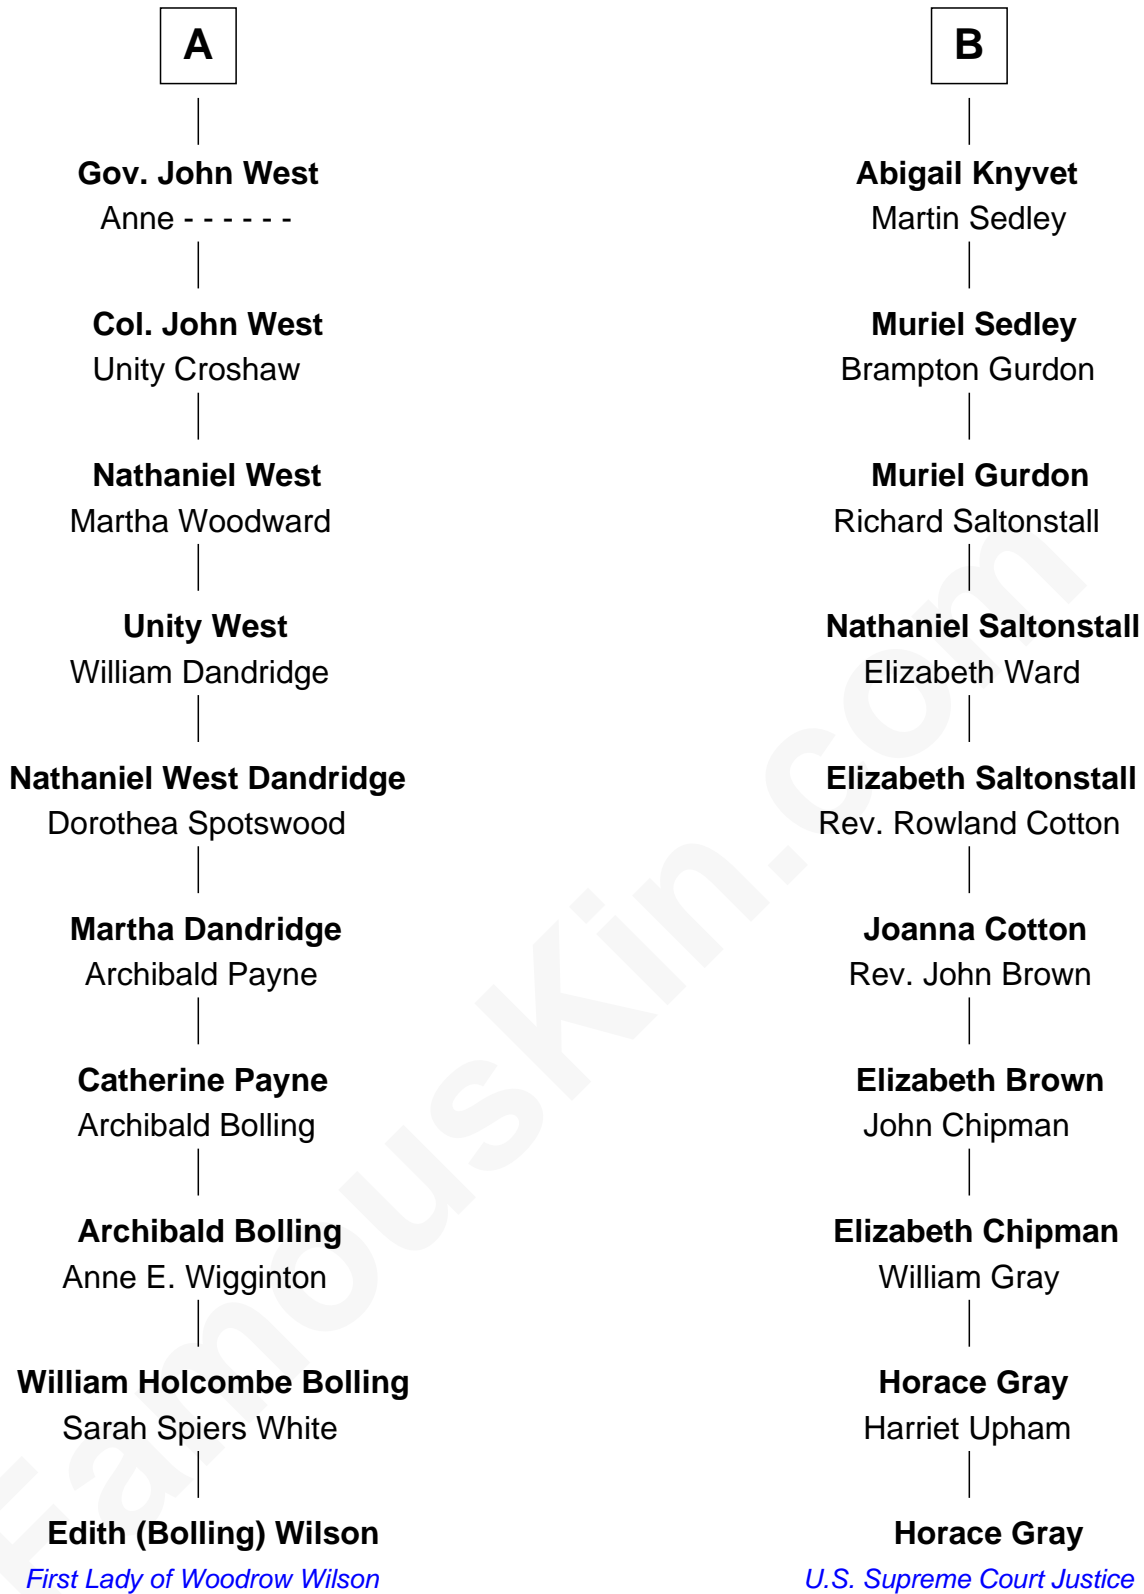 A
Gov. John West
Anne - - - - - -
Col. John West
Unity Croshaw
Nathaniel West
Martha Woodward
Unity West
William Dandridge
Nathaniel West Dandridge
Dorothea Spotswood
Martha Dandridge
Archibald Payne
Catherine Payne
Archibald Bolling
Archibald Bolling
Anne E. Wigginton
William Holcombe Bolling
Sarah Spiers White
Edith (Bolling) Wilson
First Lady of Woodrow Wilson
B
Abigail Knyvet
Martin Sedley
Muriel Sedley
Brampton Gurdon
Muriel Gurdon
Richard Saltonstall
Nathaniel Saltonstall
Elizabeth Ward
Elizabeth Saltonstall
Rev. Rowland Cotton
Joanna Cotton
Rev. John Brown
Elizabeth Brown
John Chipman
Elizabeth Chipman
William Gray
Horace Gray
Harriet Upham
Horace Gray
U.S. Supreme Court Justice
FamousKin.com